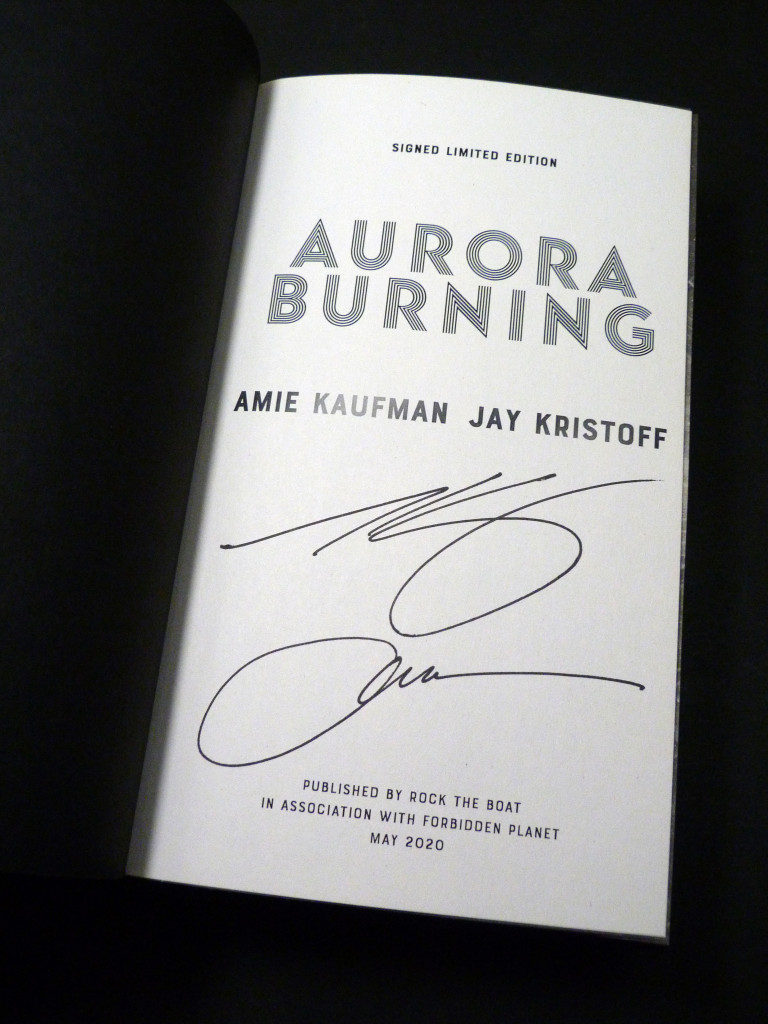 SIGNED LIMITED EDITION
AURORA
BURNING
AMIE KAUFMAN JAY KRISTOFF
PUBLISHED BY ROCK THE BOAT
IN ASSOCIATION WITH FORBIDDEN PLANET
MAY 2020